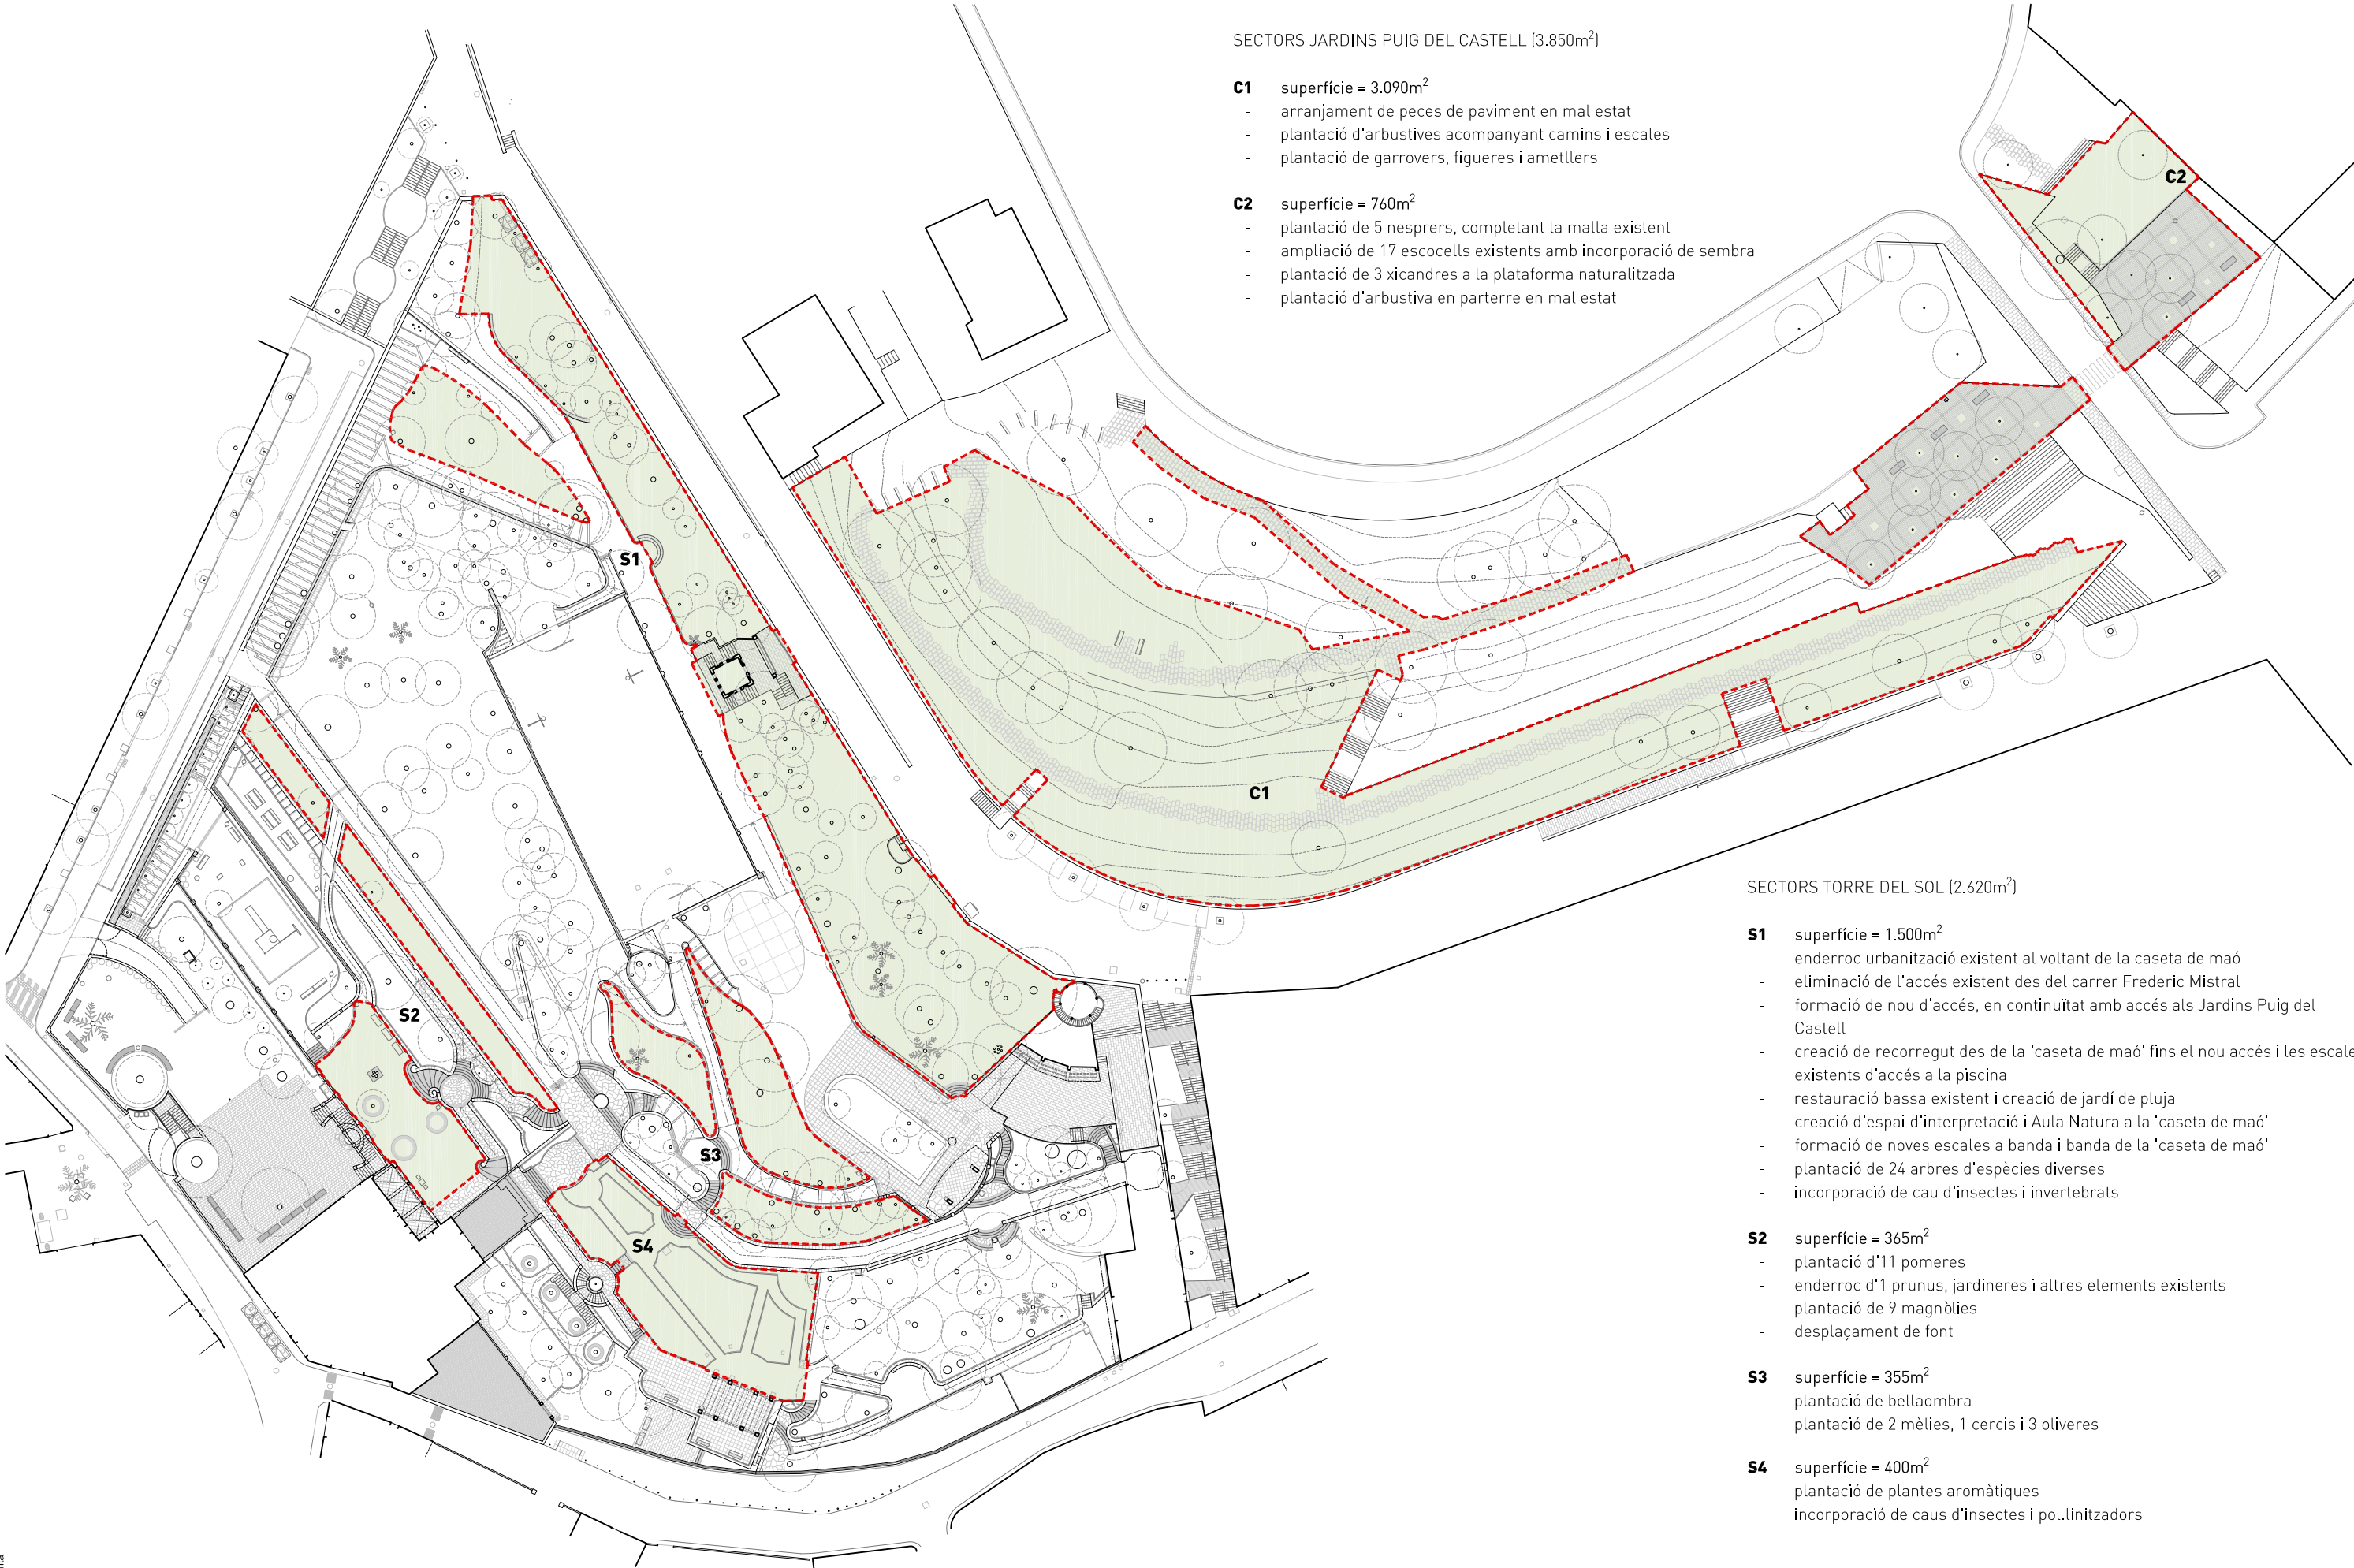 SECTORS JARDINS PUIG DEL CASTELL (3.850m²)
C1 superfície = 3.090m²
- arranjament de peces de paviment en mal estat
- plantació d'arbustives acompanyant camins i escales
- plantació de garrovers, figueres i ametllers
C2 superfície = 760m²
- plantació de 5 nesprers, completant la malla existent
- ampliació de 17 escocells existents amb incorporació de sembra
- plantació de 3 xicandres a la plataforma naturalitzada
- plantació d'arbustiva en parterre en mal estat
C2
S1
C1
S2
S3
S4
SECTORS TORRE DEL SOL (2.620m²)
S1 superfície = 1.500m²
- enderroc urbanització existent al voltant de la caseta de maó
- eliminació de l'accés existent des del carrer Frederic Mistral
- formació de nou d'accés, en continuïtat amb accés als Jardins Puig del
Castell
- creació de recorregut des de la 'caseta de maó' fins el nou accés i les escale
existents d'accés a la piscina
- restauració bassa existent i creació de jardí de pluja
- creació d'espai d'interpretació i Aula Natura a la 'caseta de maó'
- formació de noves escales a banda i banda de la 'caseta de maó'
- plantació de 24 arbres d'espècies diverses
- incorporació de cau d'insectes i invertebrats
S2 superfície = 365m²
- plantació d'11 pomeres
- enderroc d'1 prunus, jardineres i altres elements existents
- plantació de 9 magnòlies
- desplaçament de font
S3 superfície = 355m²
- plantació de bellaombra
- plantació de 2 mèlies, 1 cercis i 3 oliveres
S4 superfície = 400m²
plantació de plantes aromàtiques
incorporació de caus d'insectes i pol.linitzadors